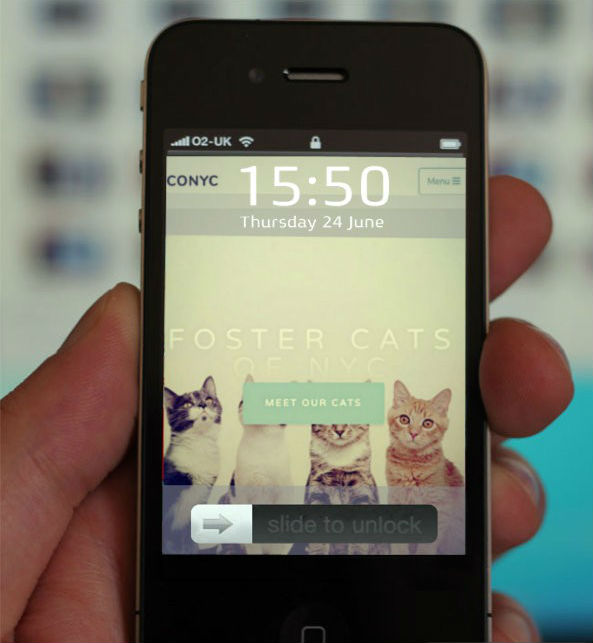 O2-UK
CONYC
15:50
Menu
Thursday 24 June
FOSTER CATS
OF NYC
MEET OUR CATS
slide to unlock